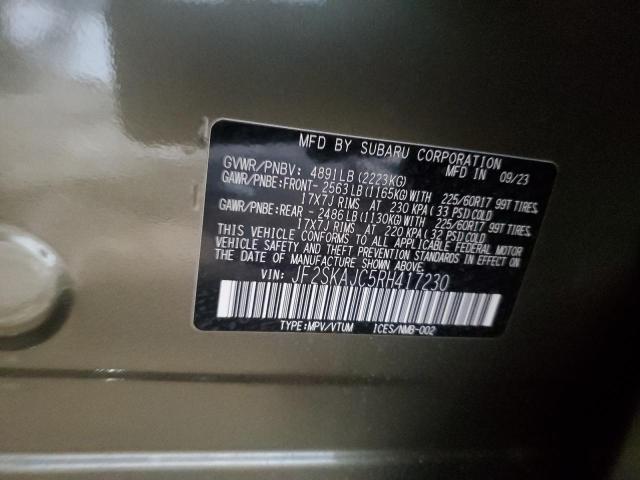 MFD BY SUBARU CORPORATION
GVWR/PNBV: 4891LB(2223KG) MFD IN 09/23
GAWR/PNBE:FRONT- 2563LB(1165KG)WITH 225/60R17 99T TIRES,
17X7J RIMS AT 230 KPA(33 PSI)COLD
GAWR/PNBE:REAR - 2486LB(1130KG)WITH 225/60R17 99T TIRES,
17X7J RIMS AT 220 KPA(32 PSI)COLD
THIS VEHICLE CONFORMS TO ALL APPLICABLE FEDERAL MOTOR
VEHICLE SAFETY AND THEFT PREVENTION STANDARDS IN EFFECT ON
THE DATE OF MANUFACTURE SHOWN ABOVE.
VIN: JF2SKAJC5RH417230
TYPE:MPV/VTUM ICES/NMB-002